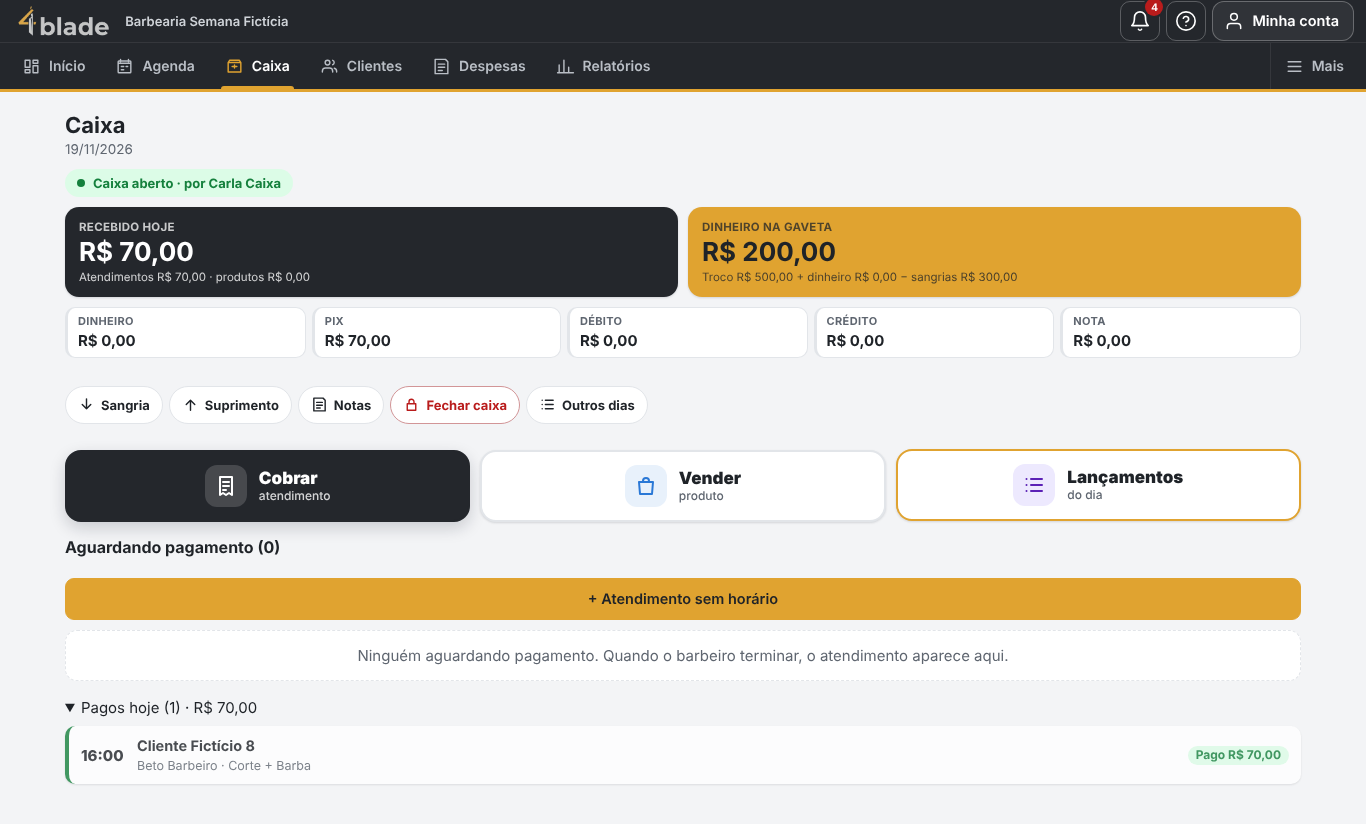 4blade
Barbearia Semana Fictícia
4
Minha conta
Início
Agenda
Caixa
Clientes
Despesas
Relatórios
Mais
Caixa
19/11/2026
Caixa aberto · por Carla Caixa
RECEBIDO HOJE
R$ 70,00
Atendimentos R$ 70,00 · produtos R$ 0,00
DINHEIRO NA GAVETA
R$ 200,00
Troco R$ 500,00 + dinheiro R$ 0,00 − sangrias R$ 300,00
DINHEIRO
R$ 0,00
PIX
R$ 70,00
DÉBITO
R$ 0,00
CRÉDITO
R$ 0,00
NOTA
R$ 0,00
Sangria
Suprimento
Notas
Fechar caixa
Outros dias
Cobrar
atendimento
Vender
produto
Lançamentos
do dia
Aguardando pagamento (0)
+ Atendimento sem horário
Ninguém aguardando pagamento. Quando o barbeiro terminar, o atendimento aparece aqui.
Pagos hoje (1) · R$ 70,00
16:00
Cliente Fictício 8
Beto Barbeiro · Corte + Barba
Pago R$ 70,00